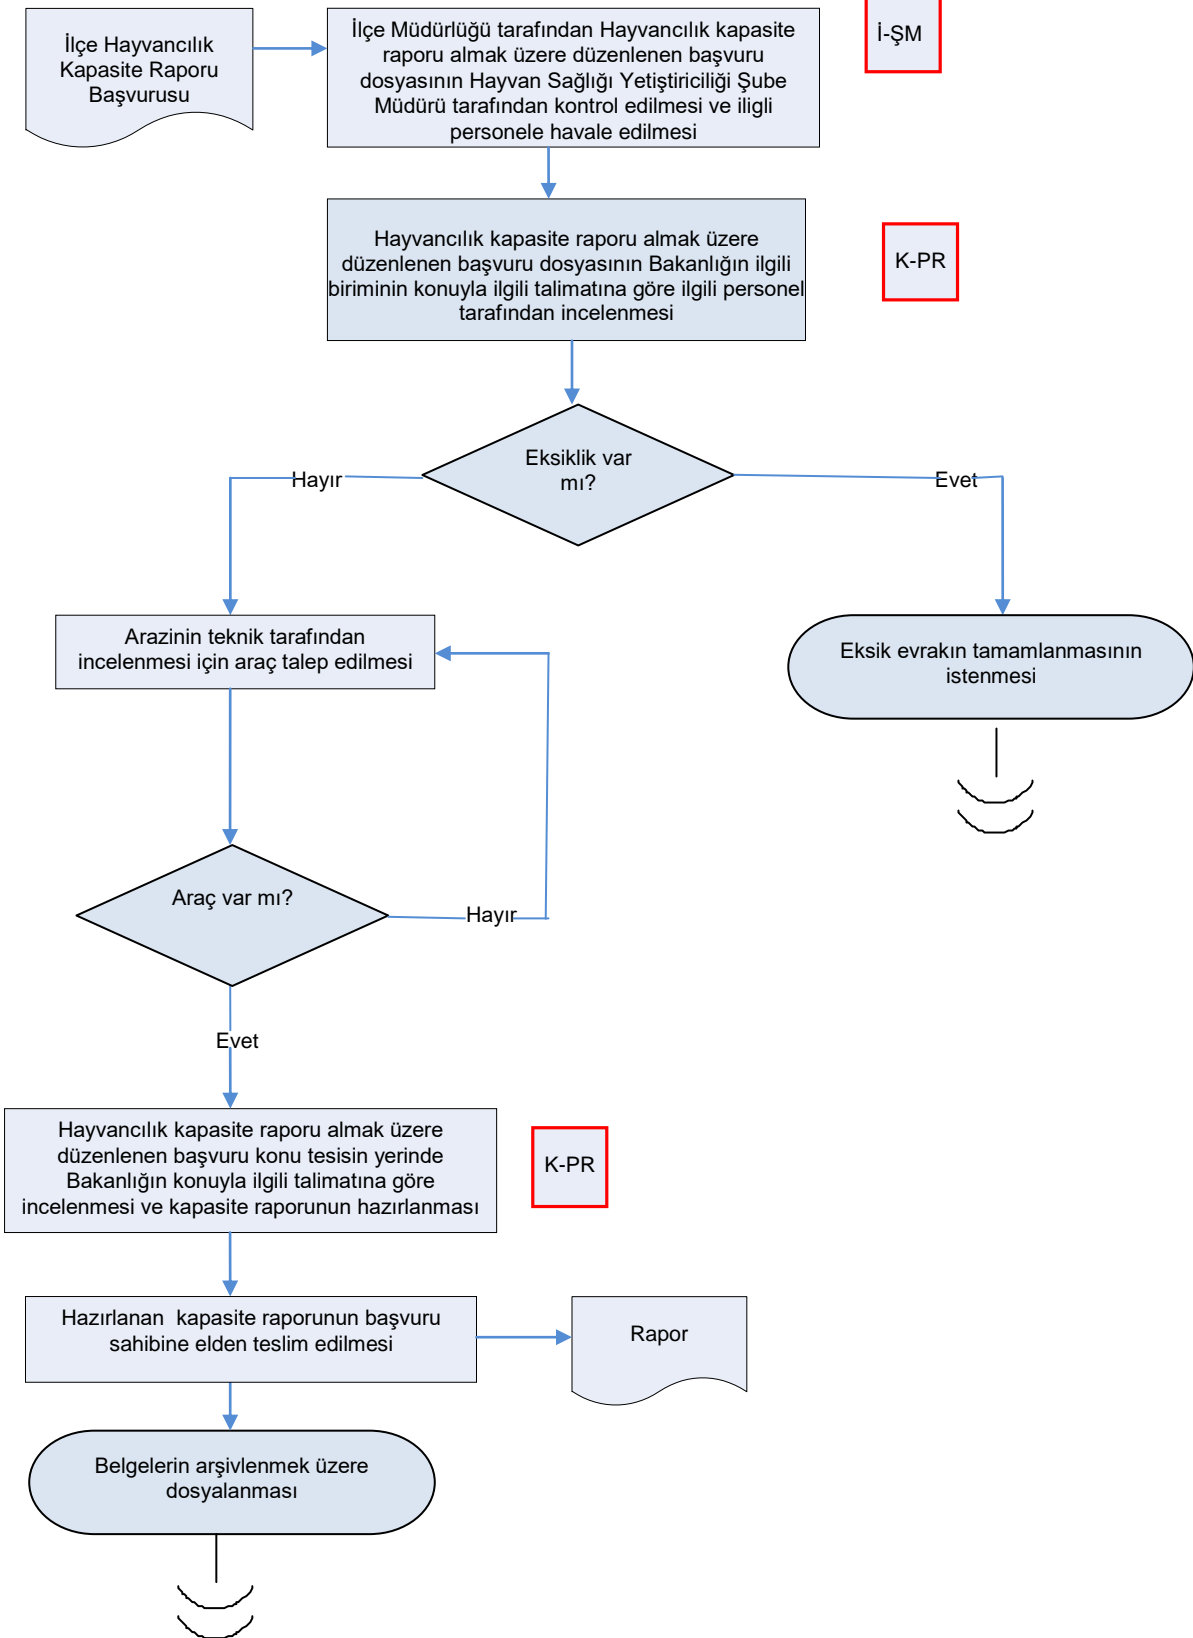 İlçe Hayvancılık
Kapasite Raporu
Başvurusu
İlçe Müdürlüğü tarafından Hayvancılık kapasite
raporu almak üzere düzenlenen başvuru
dosyasının Hayvan Sağlığı Yetiştiriciliği Şube
Müdürü tarafından kontrol edilmesi ve iligli
personele havale edilmesi
İ-ŞM
Hayvancılık kapasite raporu almak üzere
düzenlenen başvuru dosyasının Bakanlığın ilgili
biriminin konuyla ilgili talimatına göre ilgili personel
tarafından incelenmesi
K-PR
Eksiklik var
mı?
Hayır
Evet
Arazinin teknik tarafından
incelenmesi için araç talep edilmesi
Eksik evrakın tamamlanmasının
istenmesi
Araç var mı?
Hayır
Evet
Hayvancılık kapasite raporu almak üzere
düzenlenen başvuru konu tesisin yerinde
Bakanlığın konuyla ilgili talimatına göre
incelenmesi ve kapasite raporunun hazırlanması
K-PR
Hazırlanan  kapasite raporunun başvuru
sahibine elden teslim edilmesi
Rapor
Belgelerin arşivlenmek üzere
dosyalanması